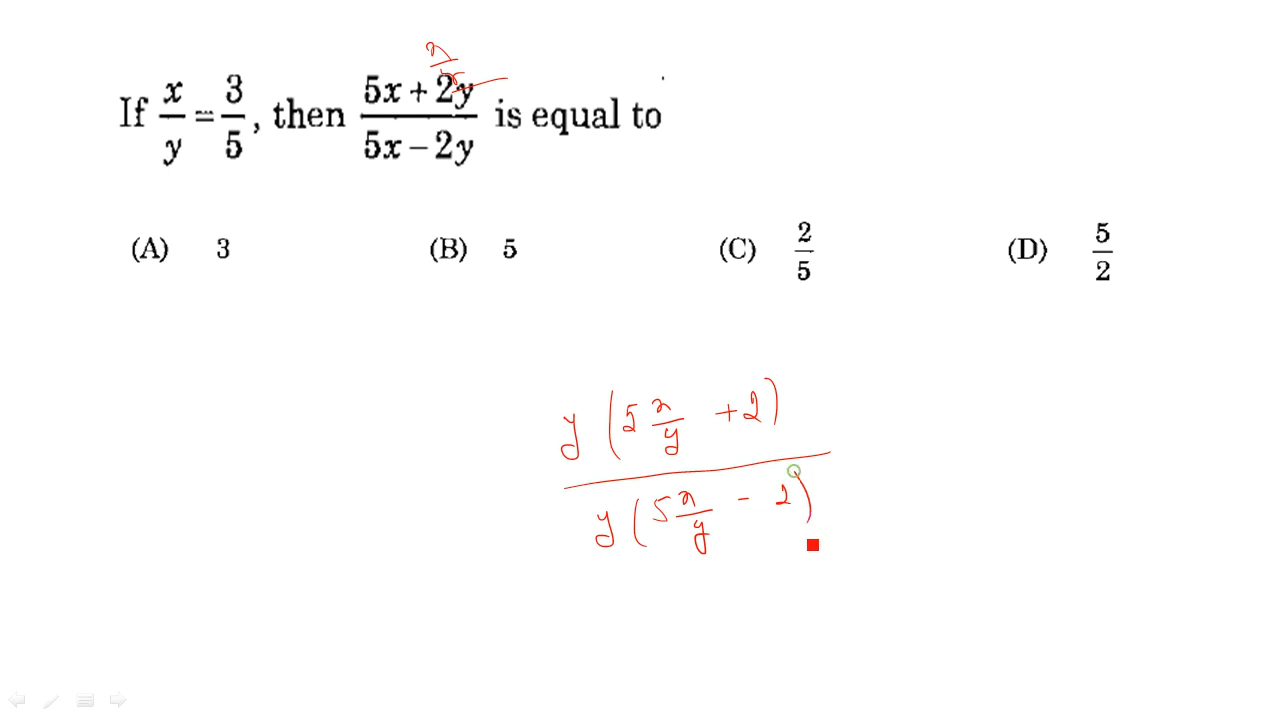 If x/y = 3/5, then (5x + 2y)/(5x − 2y) is equal to
(A) 3 (B) 5 (C) 2/5 (D) 5/2
y (5 x/y + 2)
y (5 x/y - 2)